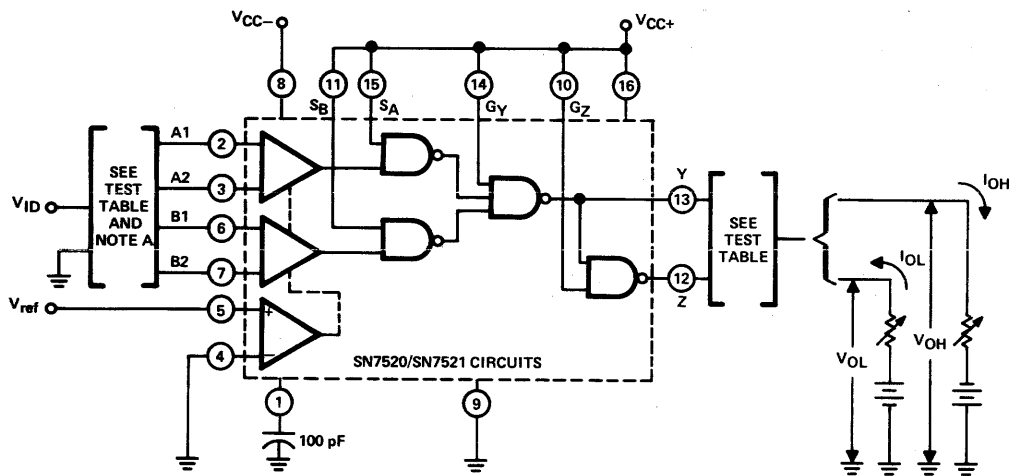 VCC−
VCC+
8
11
15
14
10
16
SB
SA
GY
GZ
A1
2
A2
3
B1
6
B2
7
SEE
TEST
TABLE
AND
NOTE A
VID
Vref
5
+
4
−
Y
13
12
Z
SEE
TEST
TABLE
IOH
IOL
VOL
VOH
SN7520/SN7521 CIRCUITS
1
9
100 pF